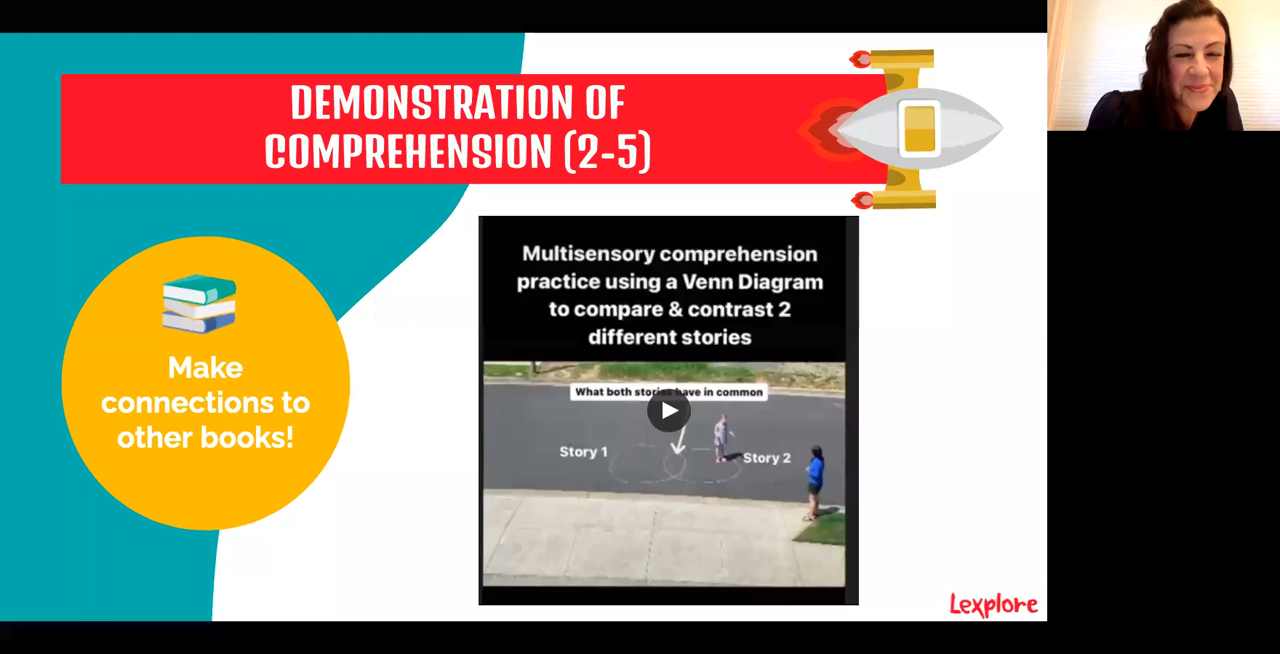 DEMONSTRATION OF
COMPREHENSION (2-5)
Make
connections to
other books!
Multisensory comprehension
practice using a Venn Diagram
to compare & contrast 2
different stories
What both stories have in common
Story 1
Story 2
Lexplore